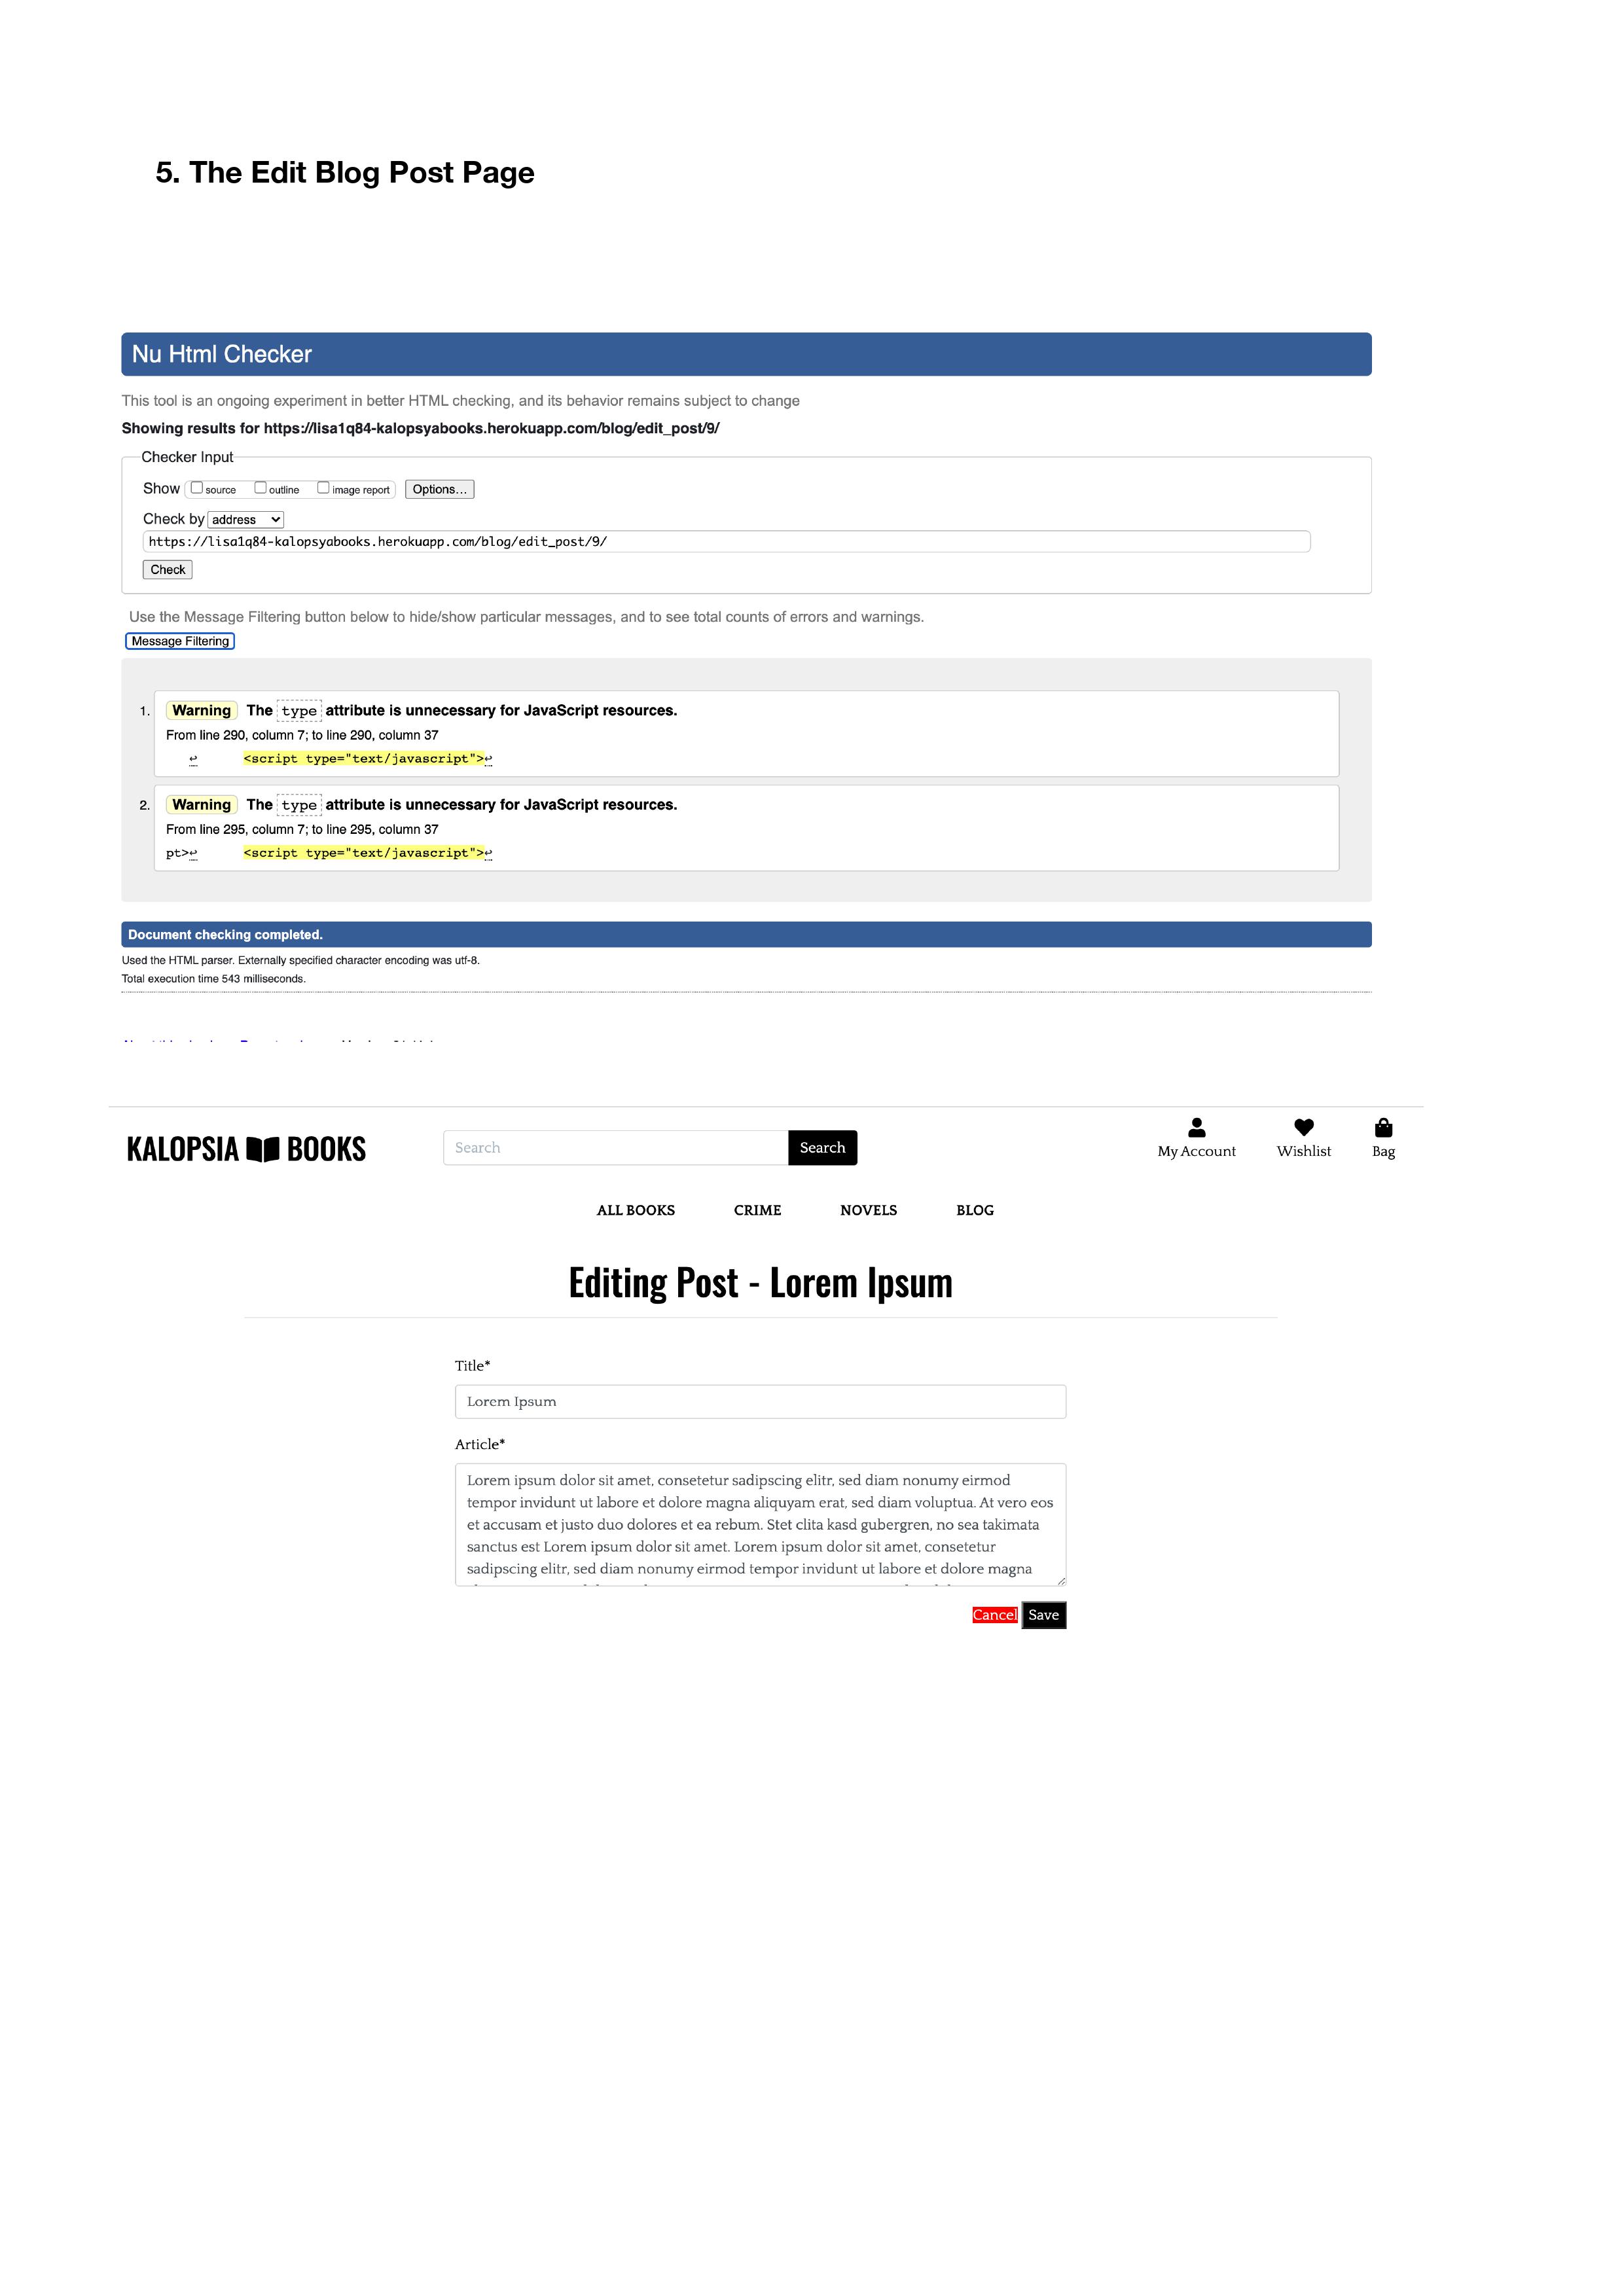 5. The Edit Blog Post Page
Nu Html Checker
This tool is an ongoing experiment in better HTML checking, and its behavior remains subject to change
Showing results for https://lisa1q84-kalopsyabooks.herokuapp.com/blog/edit_post/9/
Checker Input
Show source outline image report Options...
Check by address
https://lisa1q84-kalopsyabooks.herokuapp.com/blog/edit_post/9/
Check
Use the Message Filtering button below to hide/show particular messages, and to see total counts of errors and warnings.
Message Filtering
1. Warning The type attribute is unnecessary for JavaScript resources.
From line 290, column 7; to line 290, column 37
↩ <script type="text/javascript">↩
2. Warning The type attribute is unnecessary for JavaScript resources.
From line 295, column 7; to line 295, column 37
pt>↩ <script type="text/javascript">↩
Document checking completed.
Used the HTML parser. Externally specified character encoding was utf-8.
Total execution time 543 milliseconds.
KALOPSIA BOOKS
Search Search
My Account Wishlist Bag
ALL BOOKS CRIME NOVELS BLOG
Editing Post - Lorem Ipsum
Title*
Lorem Ipsum
Article*
Lorem ipsum dolor sit amet, consetetur sadipscing elitr, sed diam nonumy eirmod
tempor invidunt ut labore et dolore magna aliquyam erat, sed diam voluptua. At vero eos
et accusam et justo duo dolores et ea rebum. Stet clita kasd gubergren, no sea takimata
sanctus est Lorem ipsum dolor sit amet. Lorem ipsum dolor sit amet, consetetur
sadipscing elitr, sed diam nonumy eirmod tempor invidunt ut labore et dolore magna
Cancel Save